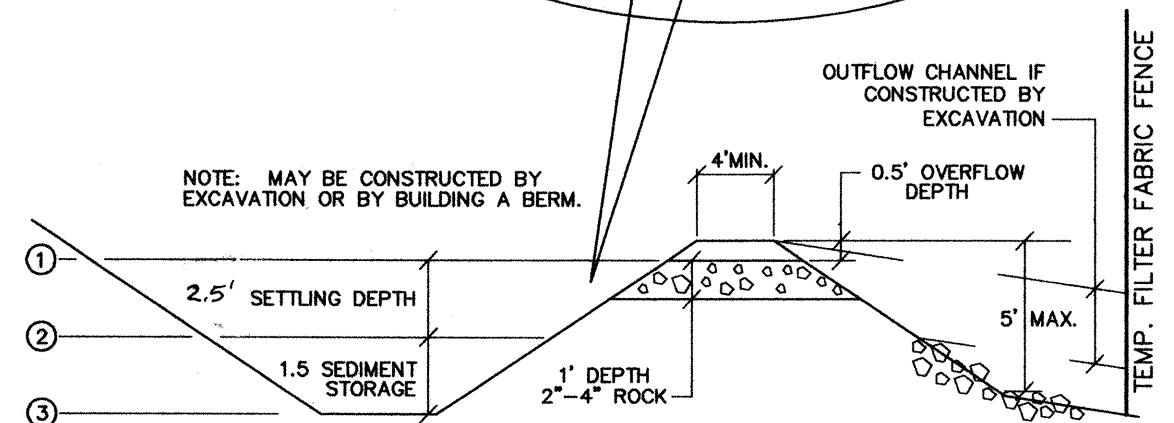 OUTFLOW CHANNEL IF
CONSTRUCTED BY
EXCAVATION
TEMP. FILTER FABRIC FENCE
4'MIN.
0.5' OVERFLOW
DEPTH
NOTE: MAY BE CONSTRUCTED BY
EXCAVATION OR BY BUILDING A BERM.
1
2.5' SETTLING DEPTH
5' MAX.
2
1.5 SEDIMENT
STORAGE
1' DEPTH
2"-4" ROCK
3